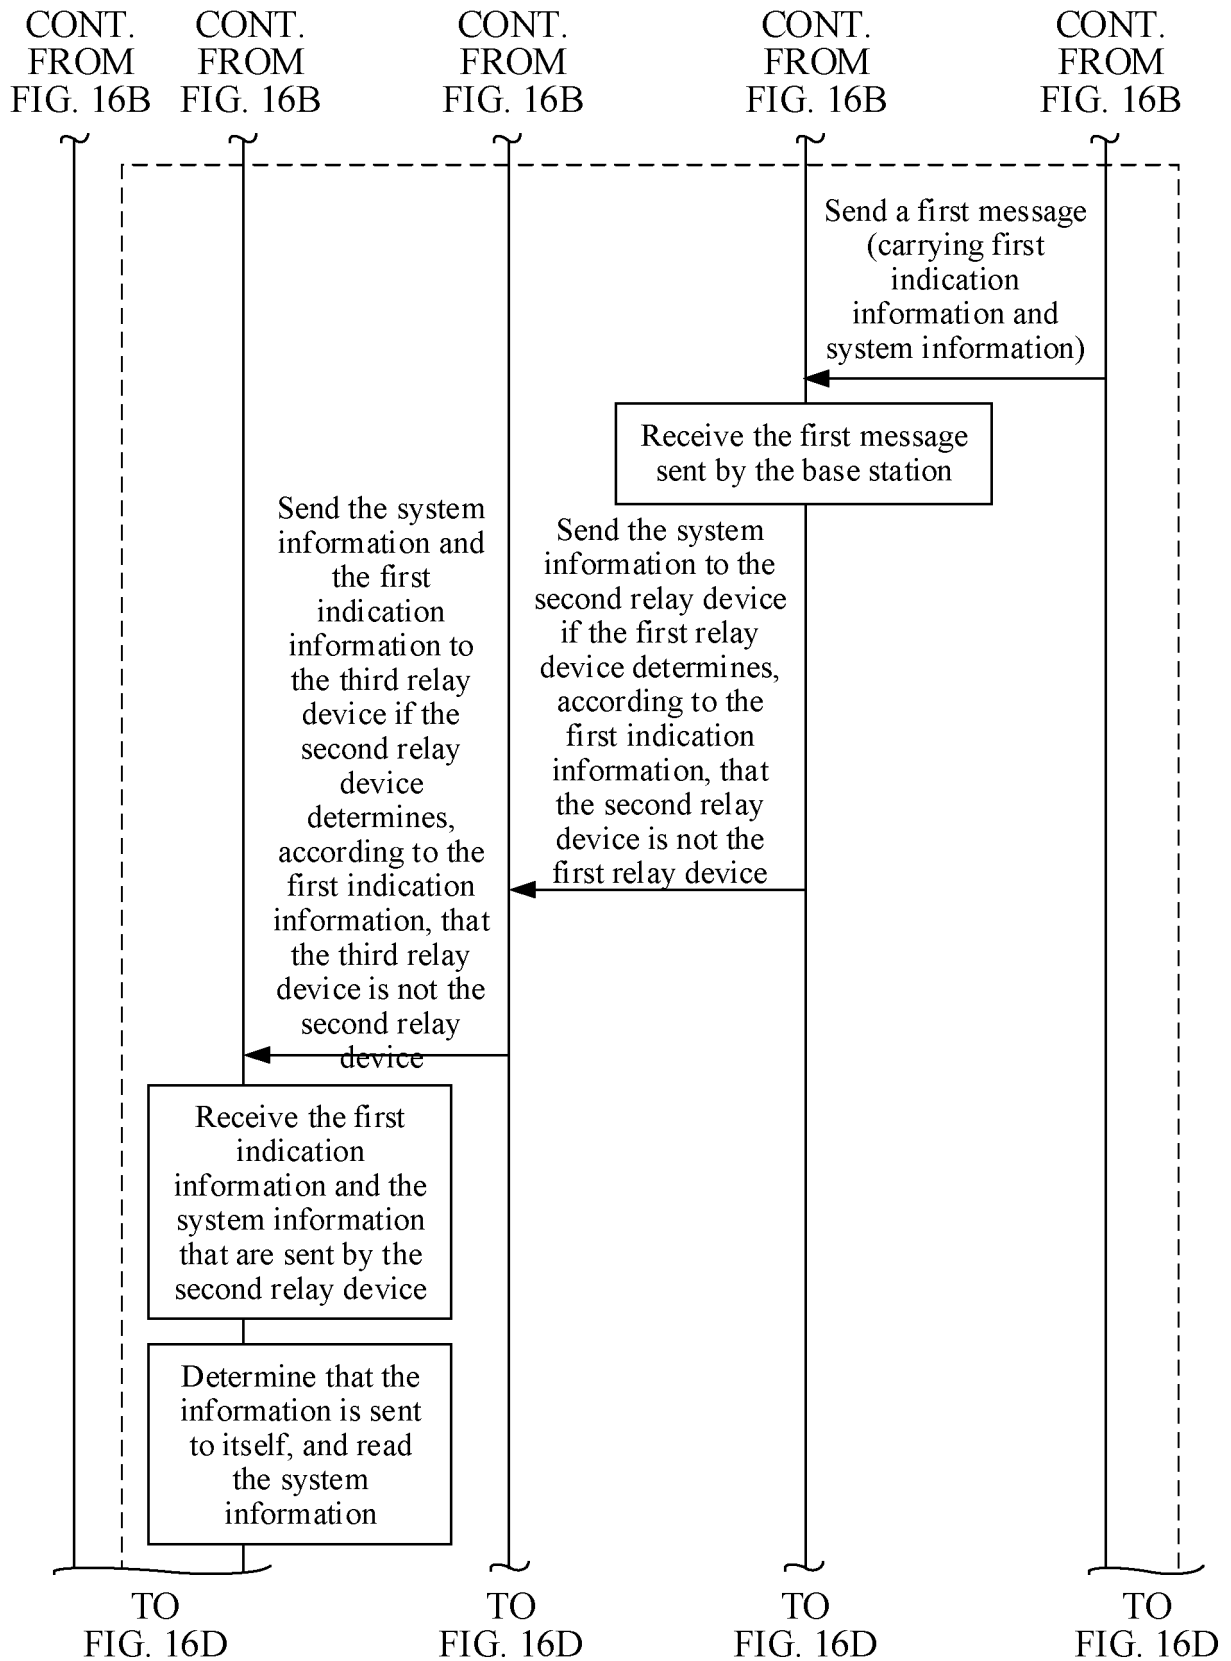 CONT.
FROM
FIG. 16B
CONT.
FROM
FIG. 16B
CONT.
FROM
FIG. 16B
CONT.
FROM
FIG. 16B
CONT.
FROM
FIG. 16B
Send a first message
(carrying first
indication
information and
system information)
Receive the first message
sent by the base station
Send the system
information to the
second relay device
if the first relay
device determines,
according to the
first indication
information, that
the second relay
device is not the
first relay device
Send the system
information and
the first
indication
information to
the third relay
device if the
second relay
device
determines,
according to the
first indication
information, that
the third relay
device is not the
second relay
device
Receive the first
indication
information and the
system information
that are sent by the
second relay device
Determine that the
information is sent
to itself, and read
the system
information
TO
FIG. 16D
TO
FIG. 16D
TO
FIG. 16D
TO
FIG. 16D